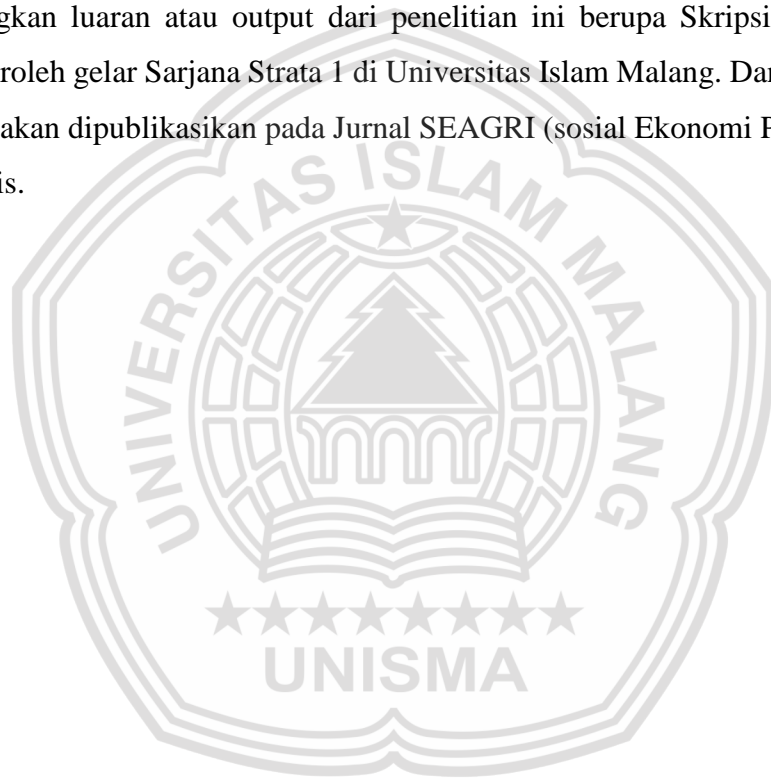 gkan luaran atau output dari penelitian ini berupa Skripsi
roleh gelar Sarjana Strata 1 di Universitas Islam Malang. Dar
akan dipublikasikan pada Jurnal SEAGRI (sosial Ekonomi P
is.
UNIVERSITAS ISLAM MALANG
UNISMA